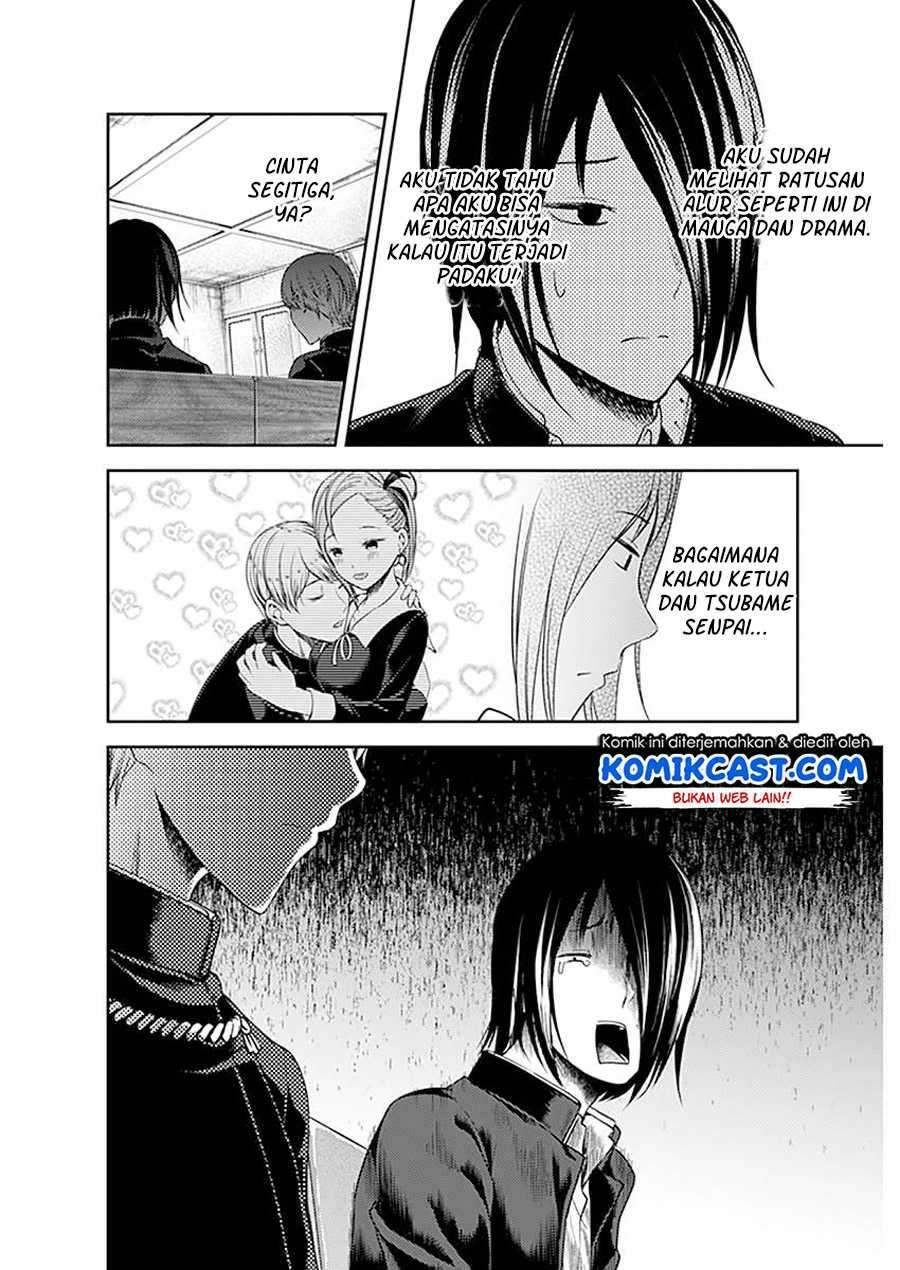 AKU SUDAH
MELIHAT RATUSAN
ALUR SEPERTI INI DI
MANGA DAN DRAMA.
AKU TIDAK TAHU
APA AKU BISA
MENGATASINYA
KALAU ITU TERJADI
PADAKU!
CINTA
SEGITIGA,
YA?
BAGAIMANA
KALAU KETUA
DAN TSUBAME
SENPAI...
Komik ini diterjemahkan & diedit oleh
KOMIKCAST.COM
BUKAN WEB LAIN!!